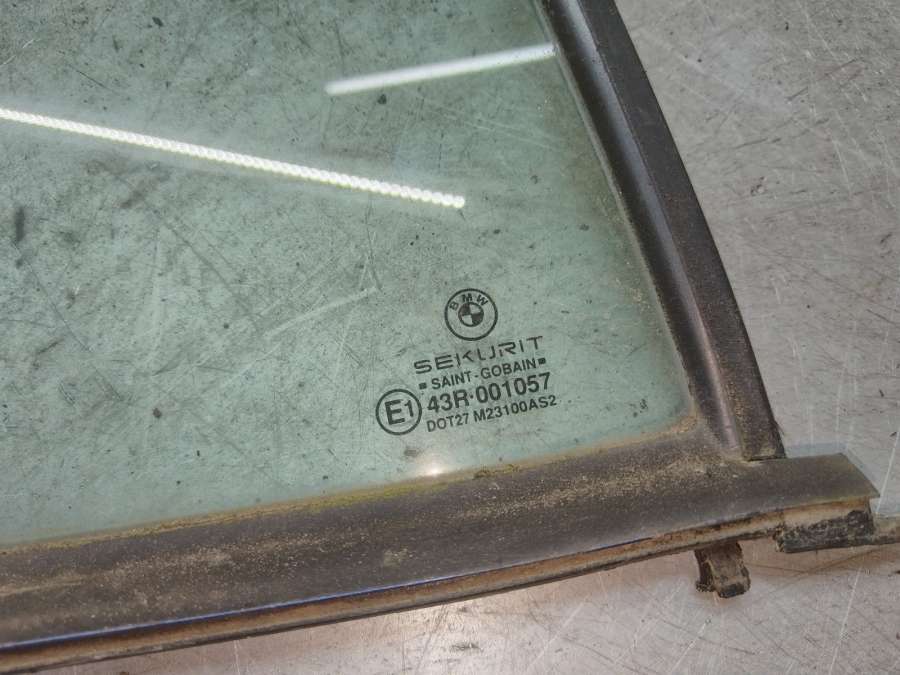 BMW
SEKURIT
SAINT-GOBAIN
E1 43R-001057
DOT27 M23100AS2